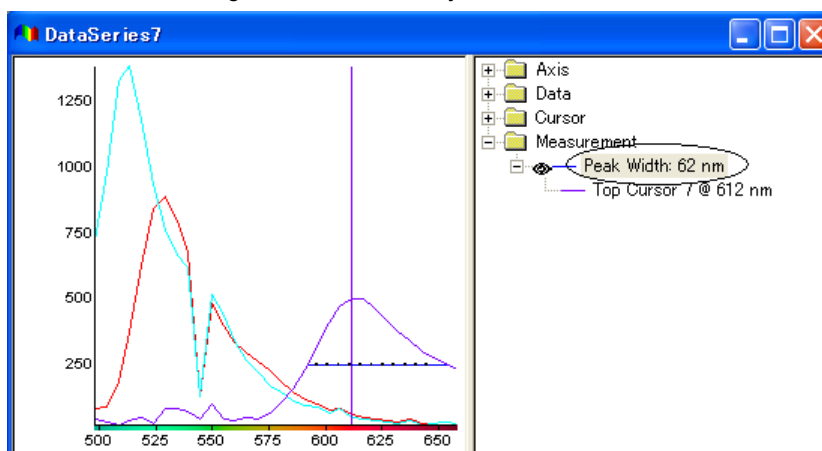 DataSeries7
1250
1000
750
500
250
500 525 550 575 600 625 650
Axis
Data
Cursor
Measurement
Peak Width: 62 nm
Top Cursor 7 @ 612 nm